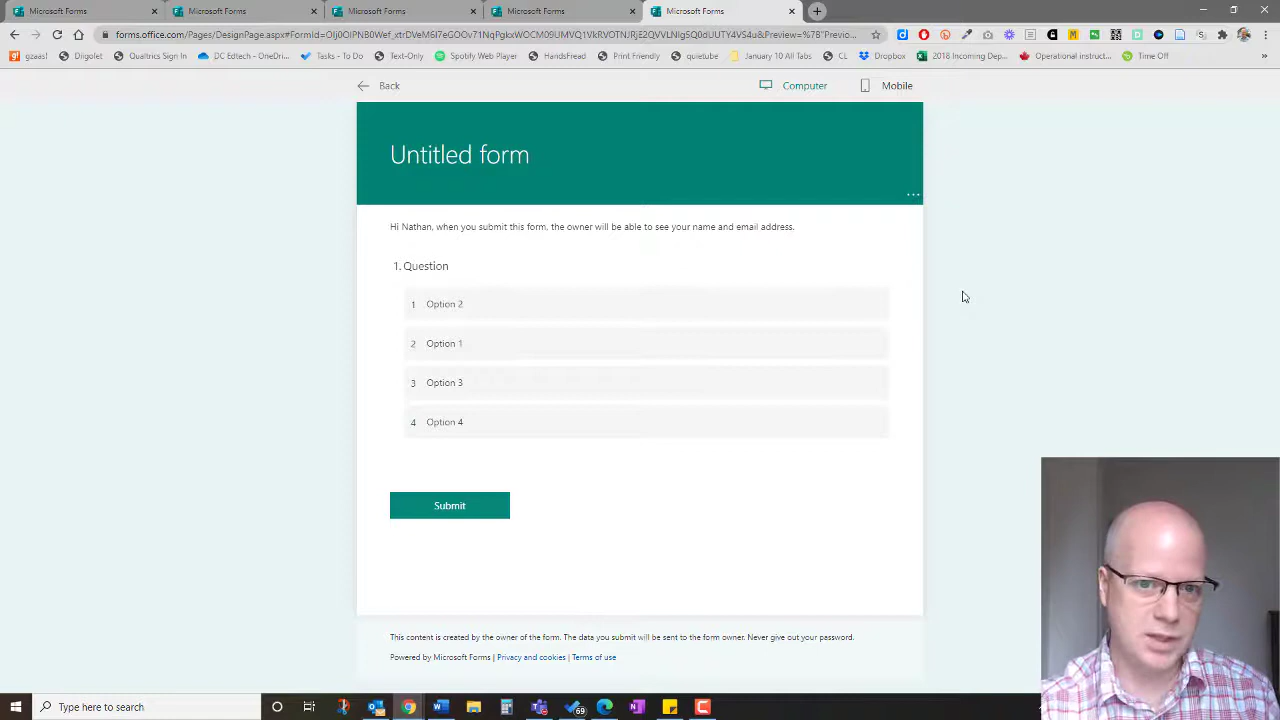 Microsoft Forms
Microsoft Forms
Microsoft Forms
Microsoft Forms
Microsoft Forms
gzaas!
Diigolet
Qualtrics Sign In
ClickUp - OneOn...
Tasks - To Do
Text-Only
Spotify Web Player
HandsFreed
Print Friendly
quietube
January 10 All Tabs
CL
Dropbox
2018 Incoming Dep...
Operational instruct...
Time Off
Back
Computer
Mobile
Untitled form
...
Hi Nathan, when you submit this form, the owner will be able to see your name and email address.
1. Question
1 Option 2
2 Option 1
3 Option 3
4 Option 4
Submit
This content is created by the owner of the form. The data you submit will be sent to the form owner. Never give out your password.
Powered by Microsoft Forms | Privacy and cookies | Terms of use
Type here to search
69